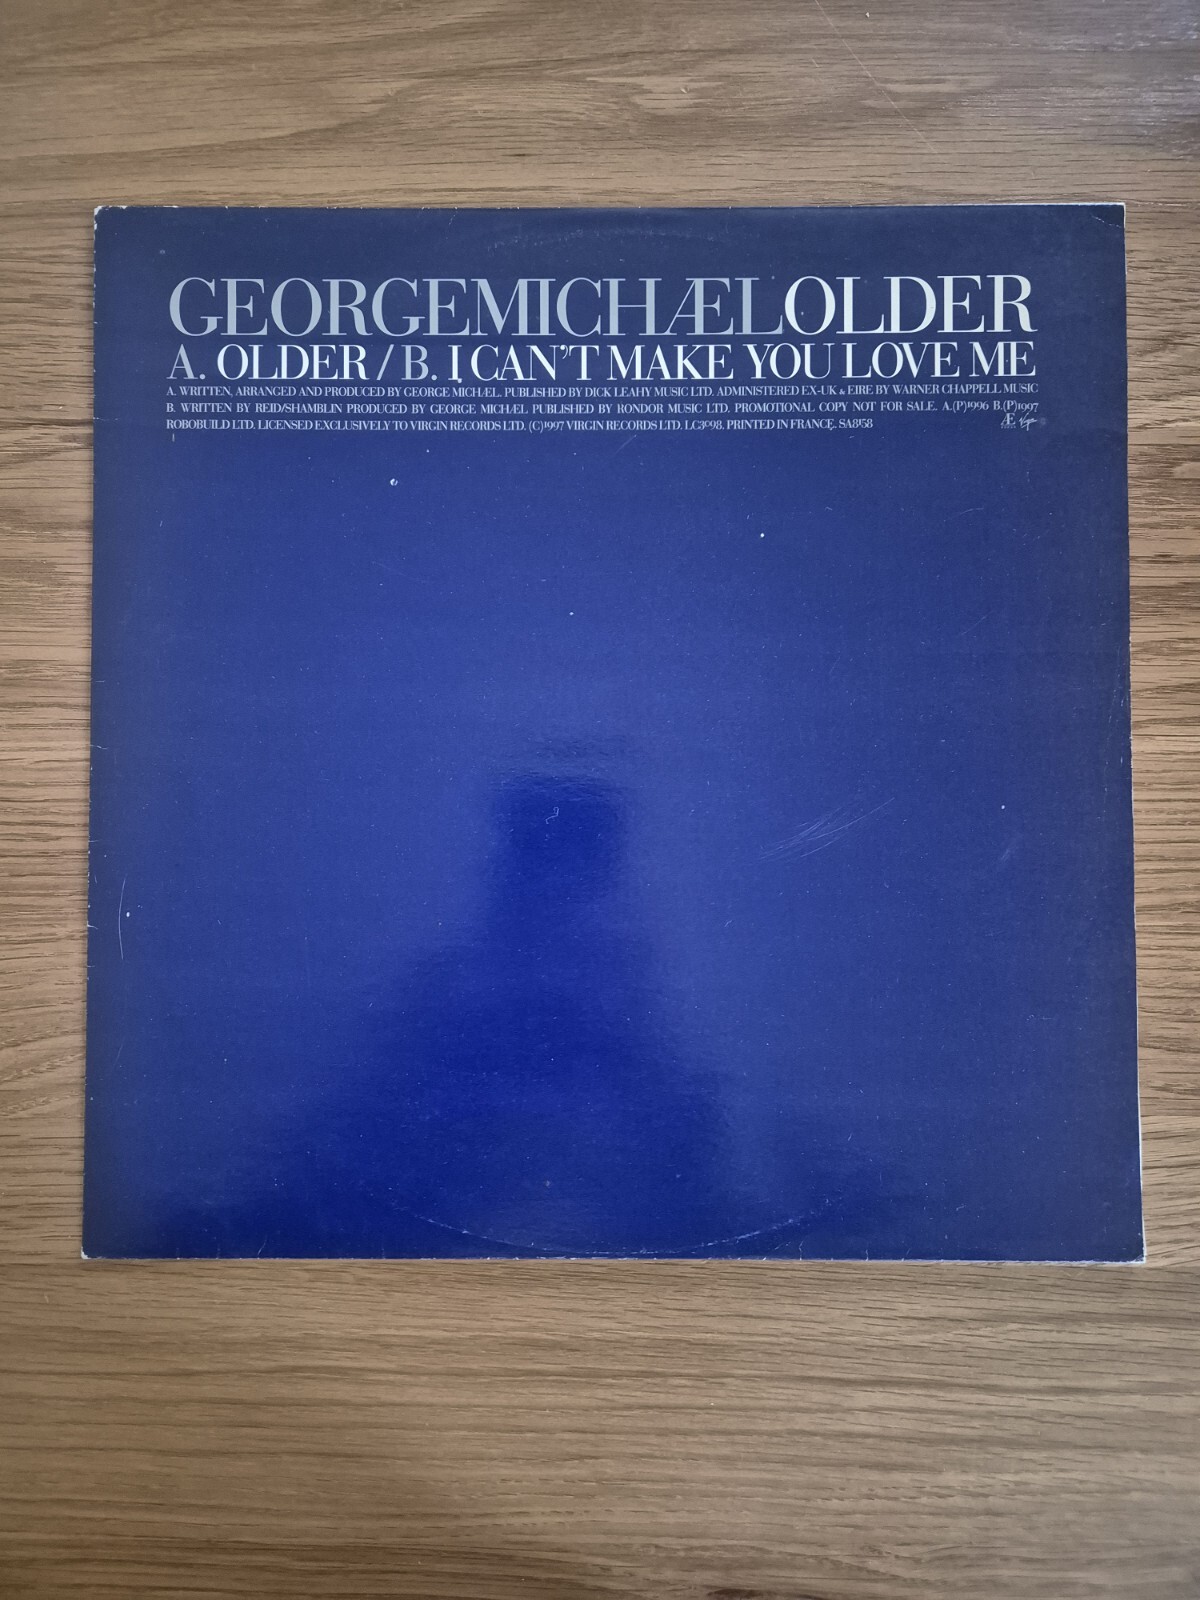 GEORGEMICHÆLOLDER
A. OLDER / B. I CAN'T MAKE YOU LOVE ME
A. WRITTEN, ARRANGED AND PRODUCED BY GEORGE MICHÆL. PUBLISHED BY DICK LEAHY MUSIC LTD. ADMINISTERED EX-UK & EIRE BY WARNER CHAPPELL MUSIC
B. WRITTEN BY REID/SHAMBLIN PRODUCED BY GEORGE MICHÆL PUBLISHED BY RONDOR MUSIC LTD. PROMOTIONAL COPY NOT FOR SALE. A.(P)1996 B.(P)1997
ROBOBUILD LTD. LICENSED EXCLUSIVELY TO VIRGIN RECORDS LTD. (C)1997 VIRGIN RECORDS LTD. LC3098. PRINTED IN FRANCE. SA8158
Æ Virgin